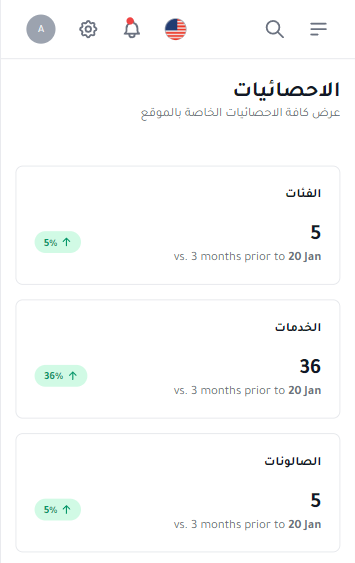 A
الاحصائيات
عرض كافة الاحصائيات الخاصة بالموقع
الفئات
5
5% ↑
vs. 3 months prior to 20 Jan
الخدمات
36
36% ↑
vs. 3 months prior to 20 Jan
الصالونات
5
5% ↑
vs. 3 months prior to 20 Jan